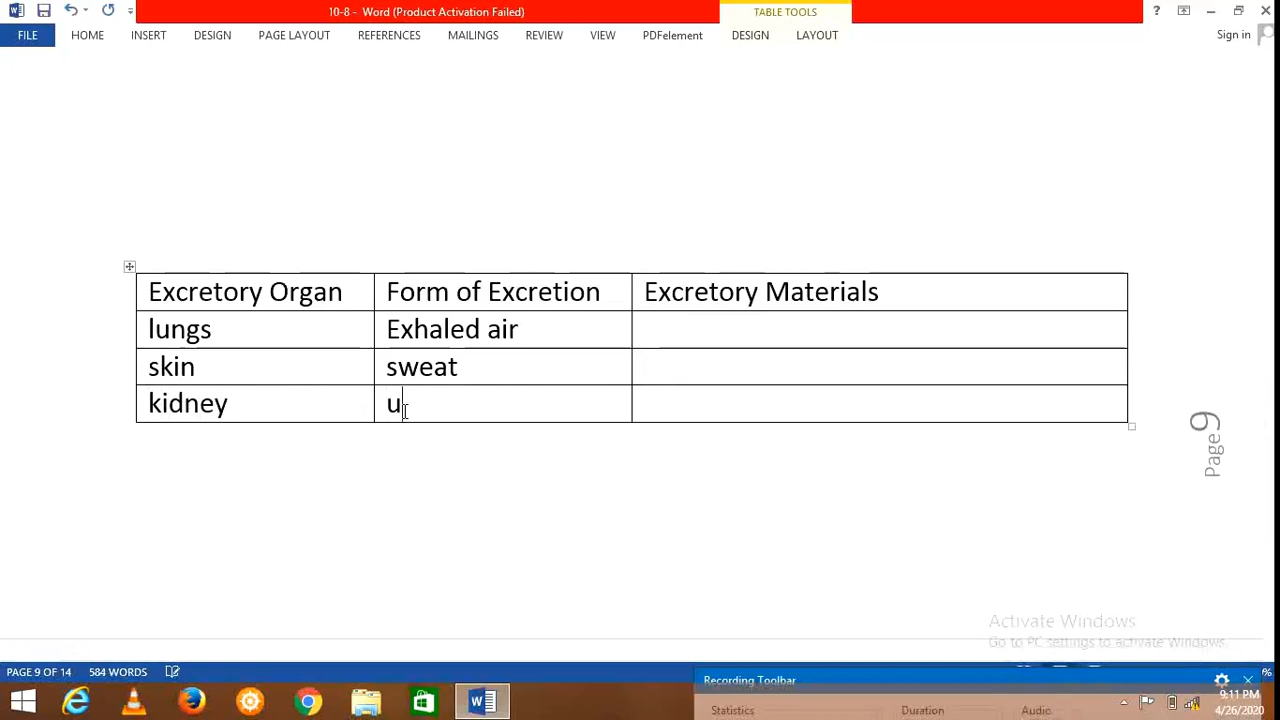 10-8 - Word (Product Activation Failed)
TABLE TOOLS
?
FILE HOME INSERT DESIGN PAGE LAYOUT REFERENCES MAILINGS REVIEW VIEW PDFelement DESIGN LAYOUT Sign in
Excretory Organ Form of Excretion Excretory Materials
lungs Exhaled air
skin sweat
kidney u
Page 9
Activate Windows
Go to PC settings to activate Windows.
PAGE 9 OF 14 584 WORDS
Recording Toolbar
%
Statistics Duration Audio
9:11 PM
4/26/2020